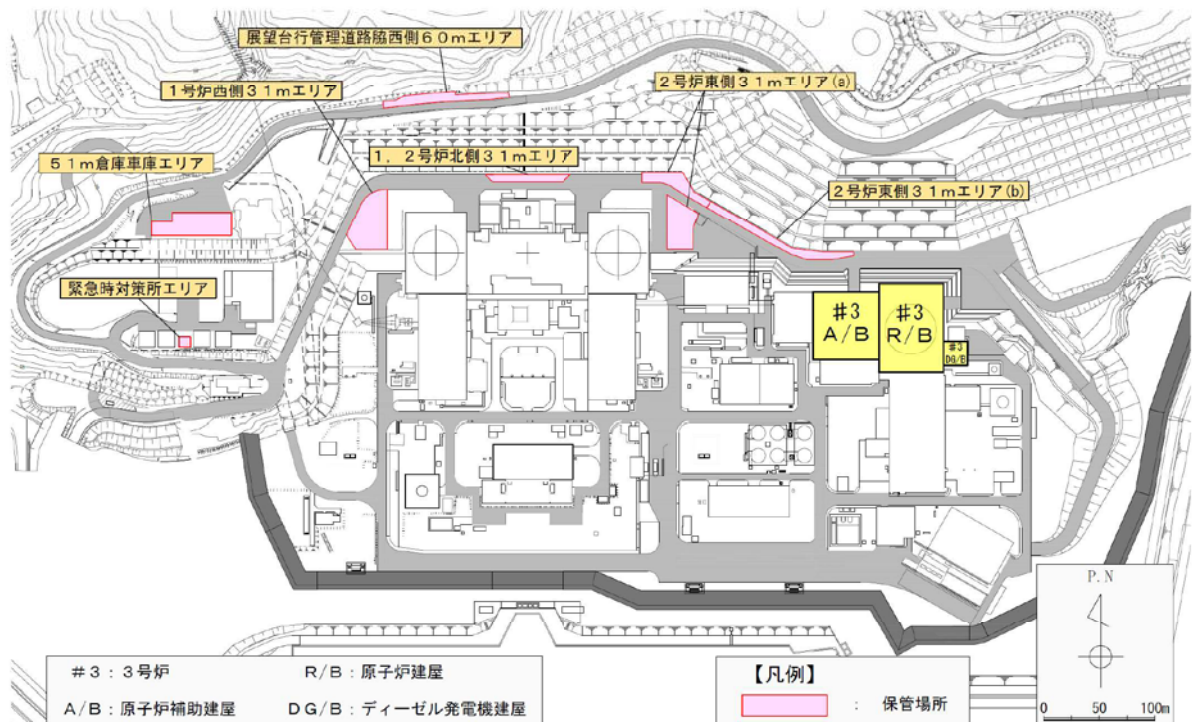 展望台行管理道路脇西側60mエリア
1号炉西側31mエリア
2号炉東側31mエリア(a)
51m倉庫車庫エリア
1,2号炉北側31mエリア
2号炉東側31mエリア(b)
緊急時対策所エリア
#3
A/B
#3
R/B
#3
DG/B
P.N
0 50 100m
#3:3号炉
R/B:原子炉建屋
A/B:原子炉補助建屋
DG/B:ディーゼル発電機建屋
【凡例】
:保管場所